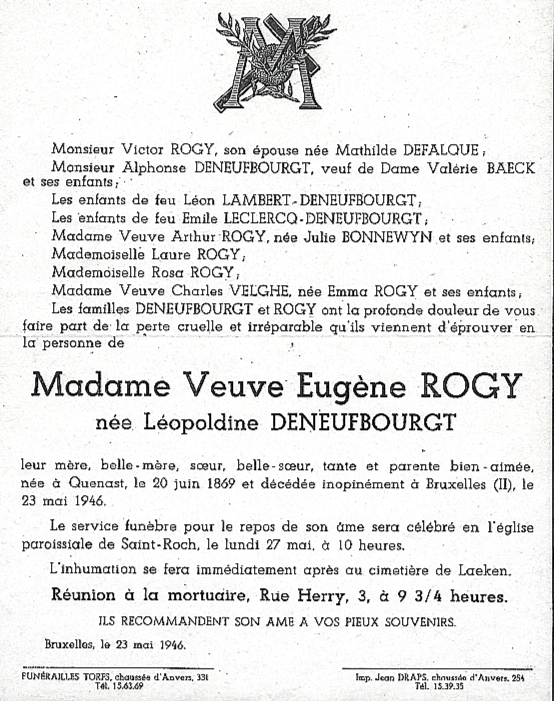 Monsieur Victor ROGY, son épouse née Mathilde DEFALQUE;
Monsieur Alphonse DENEUFBOURGT, veuf de Dame Valérie BAECK
et ses enfants;
Les enfants de feu Léon LAMBERT-DENEUFBOURGT;
Les enfants de feu Emile LECLERCQ-DENEUFBOURGT;
Madame Veuve Arthur ROGY, née Julie BONNEWYN et ses enfants;
Mademoiselle Laure ROGY;
Mademoiselle Rosa ROGY;
Madame Veuve Charles VELGHE, née Emma ROGY et ses enfants;
Les familles DENEUFBOURGT et ROGY ont la profonde douleur de vous
faire part de la perte cruelle et irréparable qu'ils viennent d'éprouver en
la personne de
Madame Veuve Eugène ROGY
née Léopoldine DENEUFBOURGT
leur mère, belle-mère, sœur, belle-sœur, tante et parente bien-aimée,
née à Quenast, le 20 juin 1869 et décédée inopinément à Bruxelles (II), le
23 mai 1946.
Le service funèbre pour le repos de son âme sera célébré en l'église
paroissiale de Saint-Roch, le lundi 27 mai, à 10 heures.
L'inhumation se fera immédiatement après au cimetière de Laeken.
Réunion à la mortuaire, Rue Herry, 3, à 9 3/4 heures.
ILS RECOMMANDENT SON AME A VOS PIEUX SOUVENIRS.
Bruxelles, le 23 mai 1946.
FUNÉRAILLES TORFS, chaussée d'Anvers, 331
Tél. 15.63.69
Imp. Jean DRAPS, chaussée d'Anvers, 254
Tél. 15.39.35